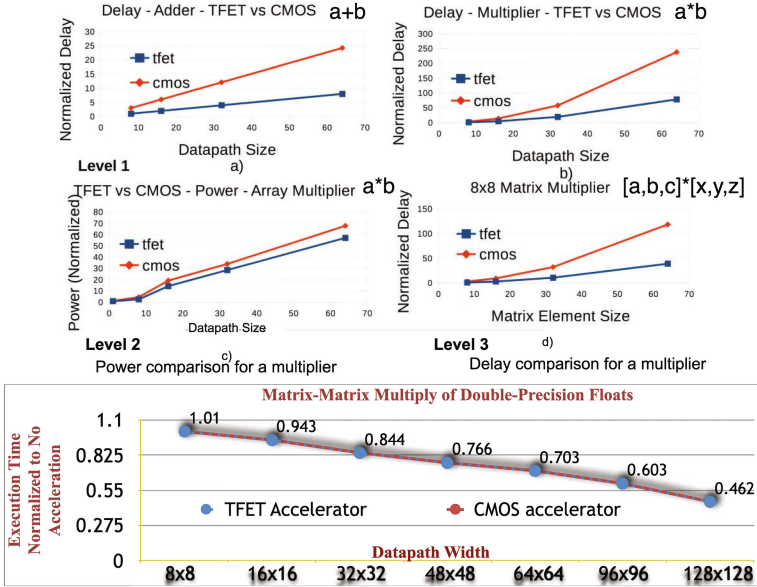 Delay - Adder - TFET vs CMOS
a+b
Normalized Delay
30
25
20
15
10
5
0
tfet
cmos
0 10 20 30 40 50 60 70
Datapath Size
Level 1
a)
Delay - Multiplier - TFET vs CMOS
a*b
Normalized Delay
300
250
200
150
100
50
0
tfet
cmos
0 10 20 30 40 50 60 70
Datapath Size
b)
TFET vs CMOS - Power - Array Multiplier
a*b
Power (Normalized)
80
70
60
50
40
30
20
10
0
tfet
cmos
0 10 20 30 40 50 60 70
Datapath Size
Level 2
c)
Power comparison for a multiplier
8x8 Matrix Multiplier
[a,b,c]*[x,y,z]
Normalized Delay
150
100
50
0
tfet
cmos
0 10 20 30 40 50 60 70
Matrix Element Size
Level 3
d)
Delay comparison for a multiplier
Matrix-Matrix Multiply of Double-Precision Floats
Execution Time
Normalized to No
Acceleration
1.1
0.825
0.55
0.275
0
1.01
0.943
0.844
0.766
0.703
0.603
0.462
TFET Accelerator
CMOS accelerator
Datapath Width
8x8 16x16 32x32 48x48 64x64 96x96 128x128